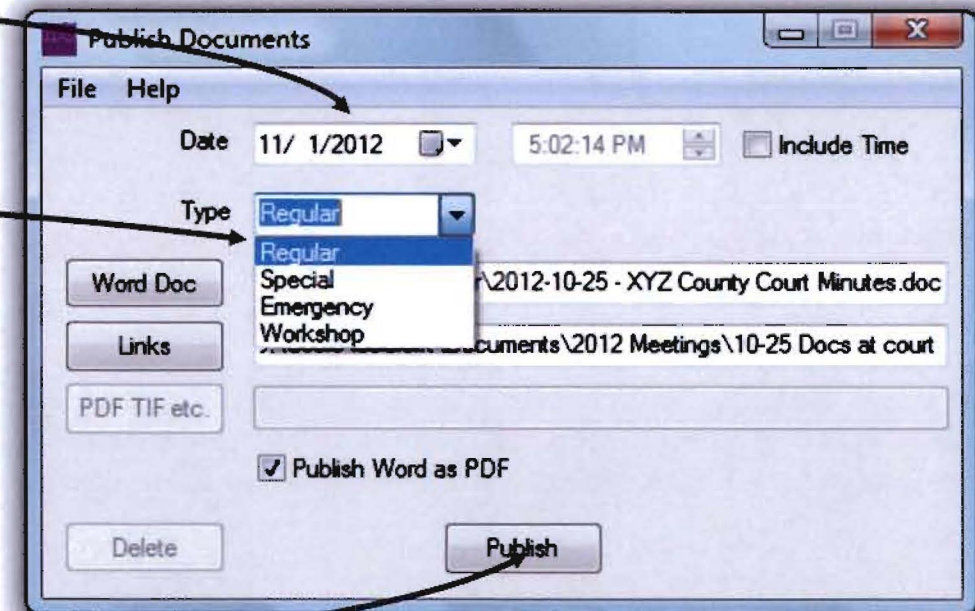 Publish Documents
File Help
Date 11/ 1/2012 5:02:14 PM Include Time
Type Regular
Regular
Special
Emergency
Workshop
Word Doc \2012-10-25 - XYZ County Court Minutes.doc
Links \2012 Meetings\10-25 Docs at court
PDF TIF etc.
Publish Word as PDF
Delete Publish